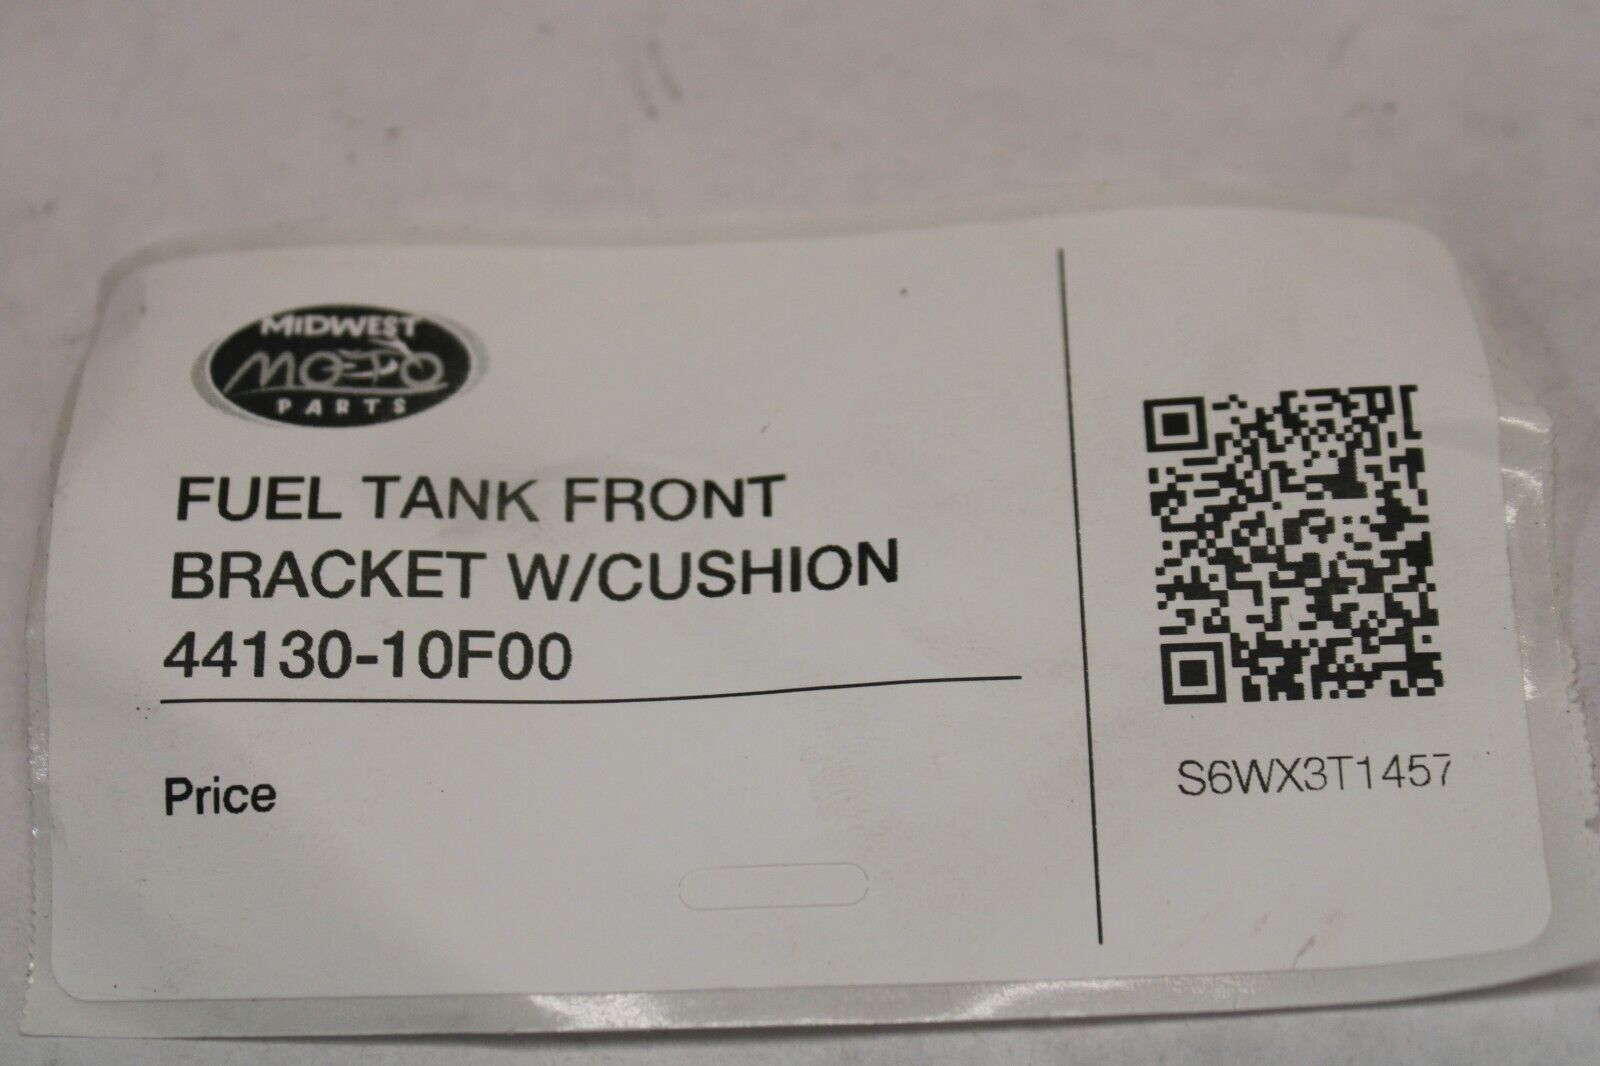 MIDWEST
MOTO
PARTS
FUEL TANK FRONT
BRACKET W/CUSHION
44130-10F00
Price
S6WX3T1457